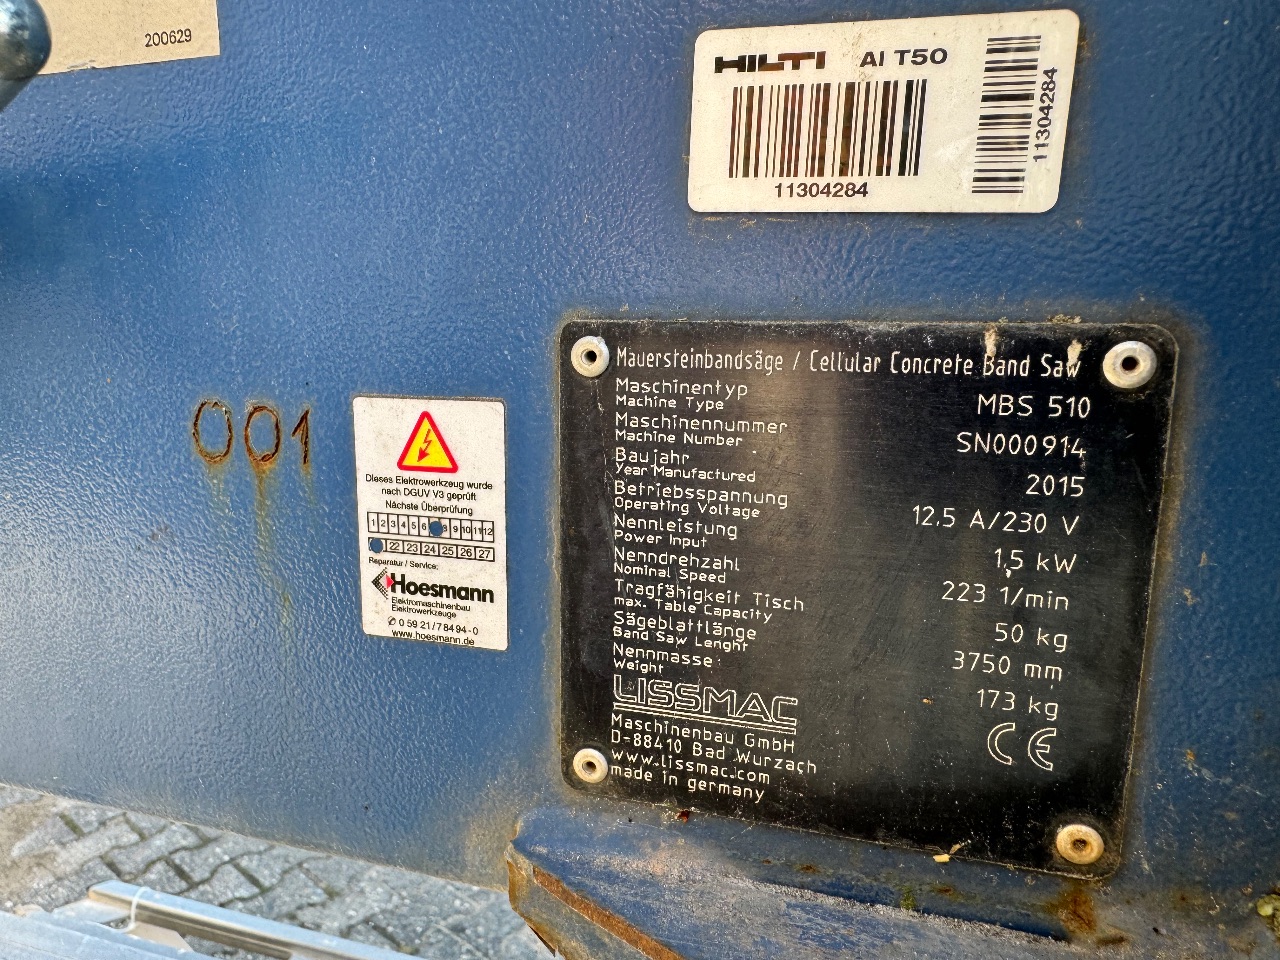 200629
HILTI AI T50
11304284
11304284
001
Dieses Elektrowerkzeug wurde
nach DGUV V3 geprüft
Nächste Überprüfung
1 2 3 4 5 6 8 9 10 11 12
22 23 24 25 26 27
Reparatur / Service:
Hoesmann
Elektromaschinenbau
Elektrowerkzeuge
✆ 0 59 21/7 84 94-0
www.hoesmann.de
Mauersteinbandsäge / Cellular Concrete Band Saw
Maschinentyp
Machine Type MBS 510
Maschinennummer
Machine Number SN000914
Baujahr
Year Manufactured 2015
Betriebsspannung
Operating Voltage 12.5 A/230 V
Nennleistung
Power Input 1,5 kW
Nenndrehzahl
Nominal Speed 223 1/min
Tragfähigkeit Tisch
max. Table Capacity 50 kg
Sägeblattlänge
Band Saw Lenght 3750 mm
Nennmasse:
Weight 173 kg
LISSMAC
Maschinenbau GmbH
D-88410 Bad Wurzach
www.lissmac.com
made in germany
CE